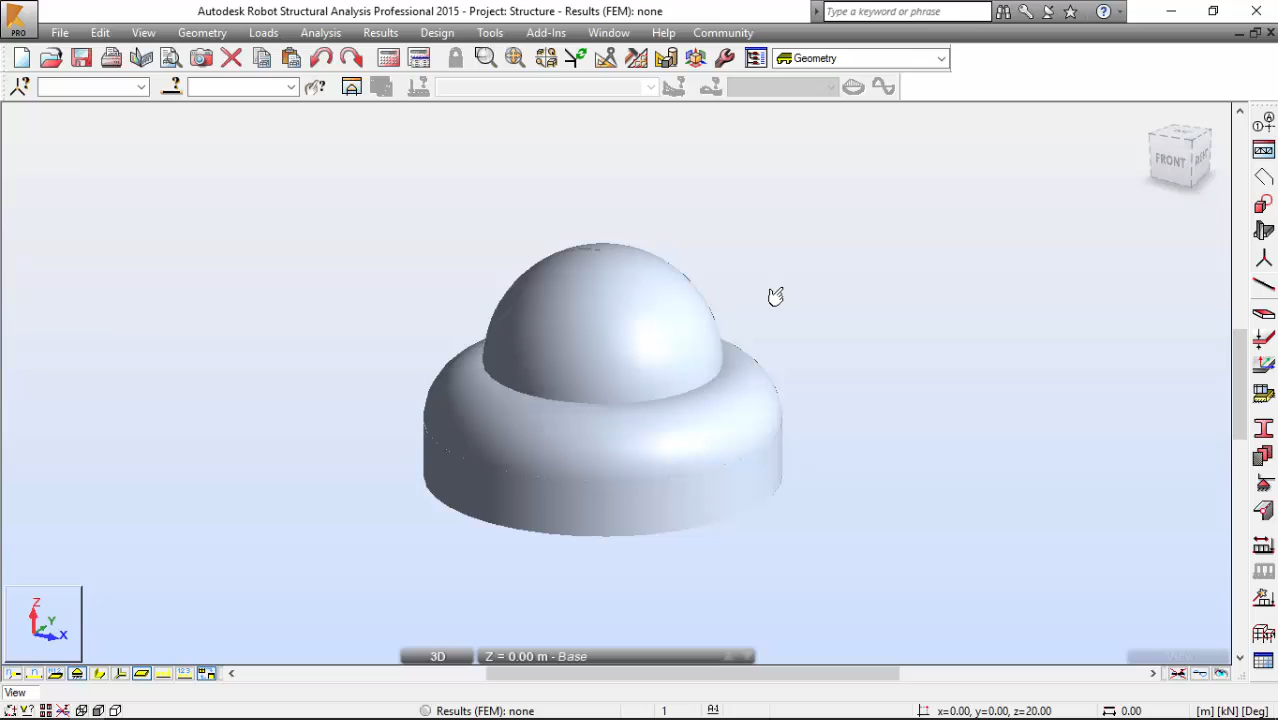 Autodesk Robot Structural Analysis Professional 2015 - Project: Structure - Results (FEM): none
Type a keyword or phrase
PRO
File Edit View Geometry Loads Analysis Results Design Tools Add-Ins Window Help Community
Geometry
FRONT
RIGHT
Z
Y
X
3D
Z = 0.00 m - Base
View
Results (FEM): none
1
x=0.00, y=0.00, z=20.00
0.00
[m] [kN] [Deg]